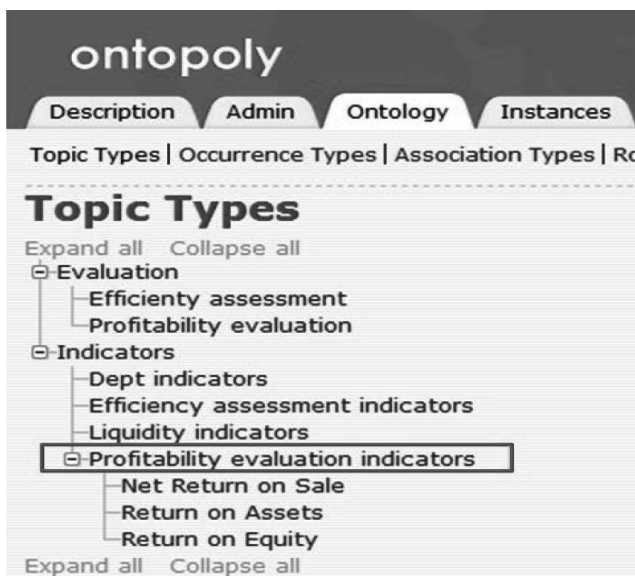 ontopoly
Description Admin Ontology Instances
Topic Types | Occurrence Types | Association Types |
Topic Types
Expand all Collapse all
Evaluation
Efficienty assessment
Profitability evaluation
Indicators
Dept indicators
Efficiency assessment indicators
Liquidity indicators
Profitability evaluation indicators
Net Return on Sale
Return on Assets
Return on Equity
Expand all Collapse all